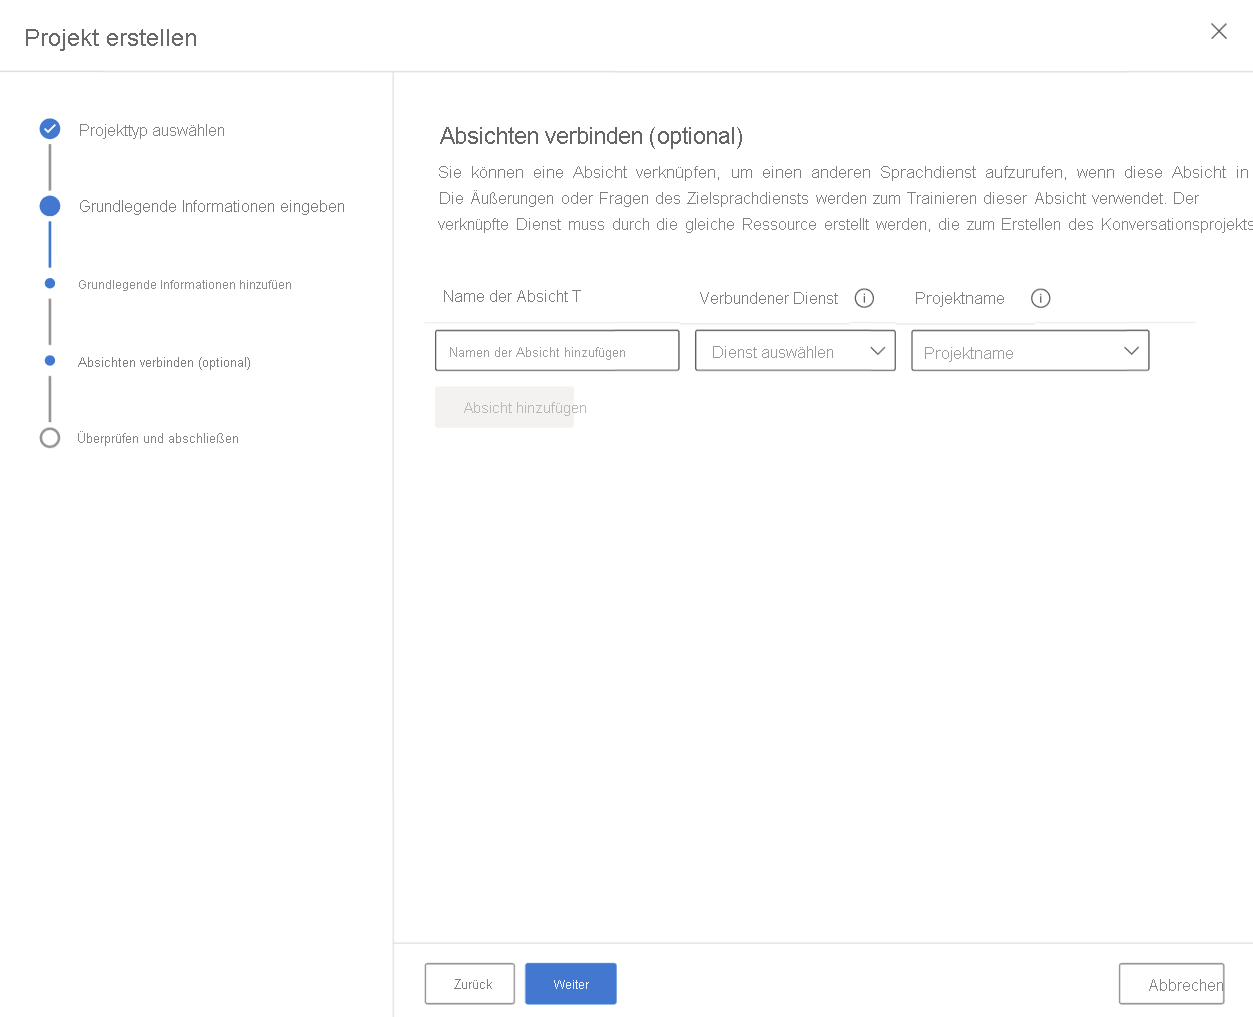 Projekt erstellen
Projekttyp auswählen
Grundlegende Informationen eingeben
Grundlegende Informationen hinzufüen
Absichten verbinden (optional)
Überprüfen und abschließen
Absichten verbinden (optional)
Sie können eine Absicht verknüpfen, um einen anderen Sprachdienst aufzurufen, wenn diese Absicht in
Die Äußerungen oder Fragen des Zielsprachdiensts werden zum Trainieren dieser Absicht verwendet. Der
verknüpfte Dienst muss durch die gleiche Ressource erstellt werden, die zum Erstellen des Konversationsprojekts
Name der Absicht T
Verbundener Dienst
Projektname
Namen der Absicht hinzufügen
Dienst auswählen
Projektname
Absicht hinzufügen
Zurück
Weiter
Abbrechen